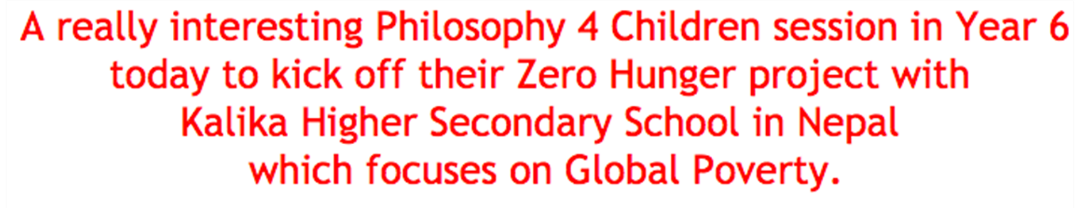 A really interesting Philosophy 4 Children session in Year 6
today to kick off their Zero Hunger project with
Kalika Higher Secondary School in Nepal
which focuses on Global Poverty.